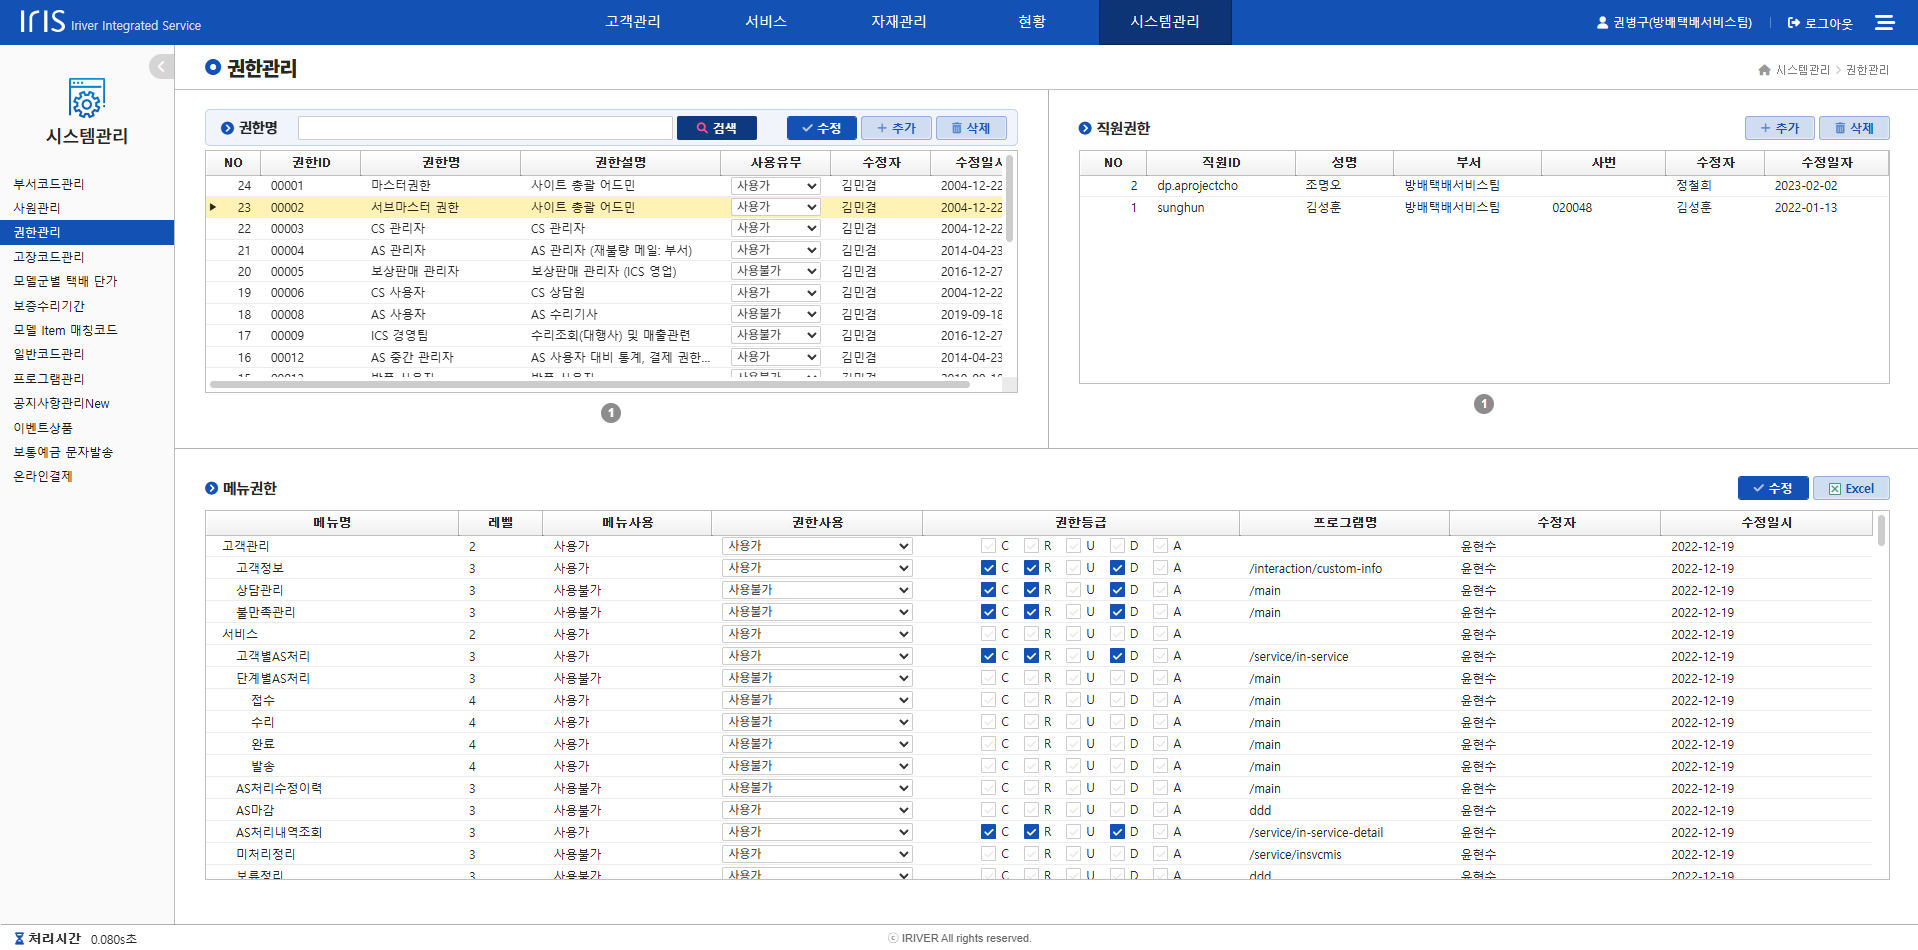 IRIS Iriver Integrated Service
고객관리 서비스 자재관리 현황 시스템관리
권병구(방배택배서비스팀) 로그아웃
시스템관리
부서코드관리
사원관리
권한관리
고장코드관리
모델군별 택배 단가
보증수리기간
모델 Item 매칭코드
일반코드관리
프로그램관리
공지사항관리New
이벤트상품
보통예금 문자발송
온라인결제
권한관리
시스템관리 > 권한관리
권한명 검색 수정 추가 삭제
NO 권한ID 권한명 권한설명 사용유무 수정자 수정일시
24 00001 마스터권한 사이트 총괄 어드민 사용가 김민겸 2004-12-22
23 00002 서브마스터 권한 사이트 총괄 어드민 사용가 김민겸 2004-12-22
22 00003 CS 관리자 CS 관리자 사용가 김민겸 2004-12-22
21 00004 AS 관리자 AS 관리자 (재불량 메일: 부서) 사용가 김민겸 2014-04-23
20 00005 보상판매 관리자 보상판매 관리자 (ICS 영업) 사용불가 김민겸 2016-12-27
19 00006 CS 사용자 CS 상담원 사용가 김민겸 2004-12-22
18 00008 AS 사용자 AS 수리기사 사용불가 김민겸 2019-09-18
17 00009 ICS 경영팀 수리조회(대행사) 및 매출관련 사용불가 김민겸 2016-12-27
16 00012 AS 중간 관리자 AS 사용자 대비 통계, 결제 권한... 사용가 김민겸 2014-04-23
1
직원권한 추가 삭제
NO 직원ID 성명 부서 사번 수정자 수정일자
2 dp.aprojectcho 조명오 방배택배서비스팀 정철희 2023-02-02
1 sunghun 김성훈 방배택배서비스팀 020048 김성훈 2022-01-13
1
메뉴권한 수정 Excel
메뉴명 레벨 메뉴사용 권한사용 권한등급 프로그램명 수정자 수정일시
고객관리 2 사용가 사용가 C R U D A 윤현수 2022-12-19
고객정보 3 사용가 사용가 C R U D A /interaction/custom-info 윤현수 2022-12-19
상담관리 3 사용불가 사용불가 C R U D A /main 윤현수 2022-12-19
불만족관리 3 사용불가 사용불가 C R U D A /main 윤현수 2022-12-19
서비스 2 사용가 사용가 C R U D A 윤현수 2022-12-19
고객별AS처리 3 사용가 사용가 C R U D A /service/in-service 윤현수 2022-12-19
단계별AS처리 3 사용불가 사용불가 C R U D A /main 윤현수 2022-12-19
접수 4 사용가 사용불가 C R U D A /main 윤현수 2022-12-19
수리 4 사용가 사용불가 C R U D A /main 윤현수 2022-12-19
완료 4 사용가 사용불가 C R U D A /main 윤현수 2022-12-19
발송 4 사용가 사용불가 C R U D A /main 윤현수 2022-12-19
AS처리수정이력 3 사용불가 사용불가 C R U D A /main 윤현수 2022-12-19
AS마감 3 사용불가 사용불가 C R U D A ddd 윤현수 2022-12-19
AS처리내역조회 3 사용가 사용가 C R U D A /service/in-service-detail 윤현수 2022-12-19
미처리정리 3 사용불가 사용가 C R U D A /service/insvcmis 윤현수 2022-12-19
보류정리 3 사용불가 사용가 C R U D A ddd 윤현수 2022-12-19
처리시간 0.080s초
ⓒ IRIVER All rights reserved.